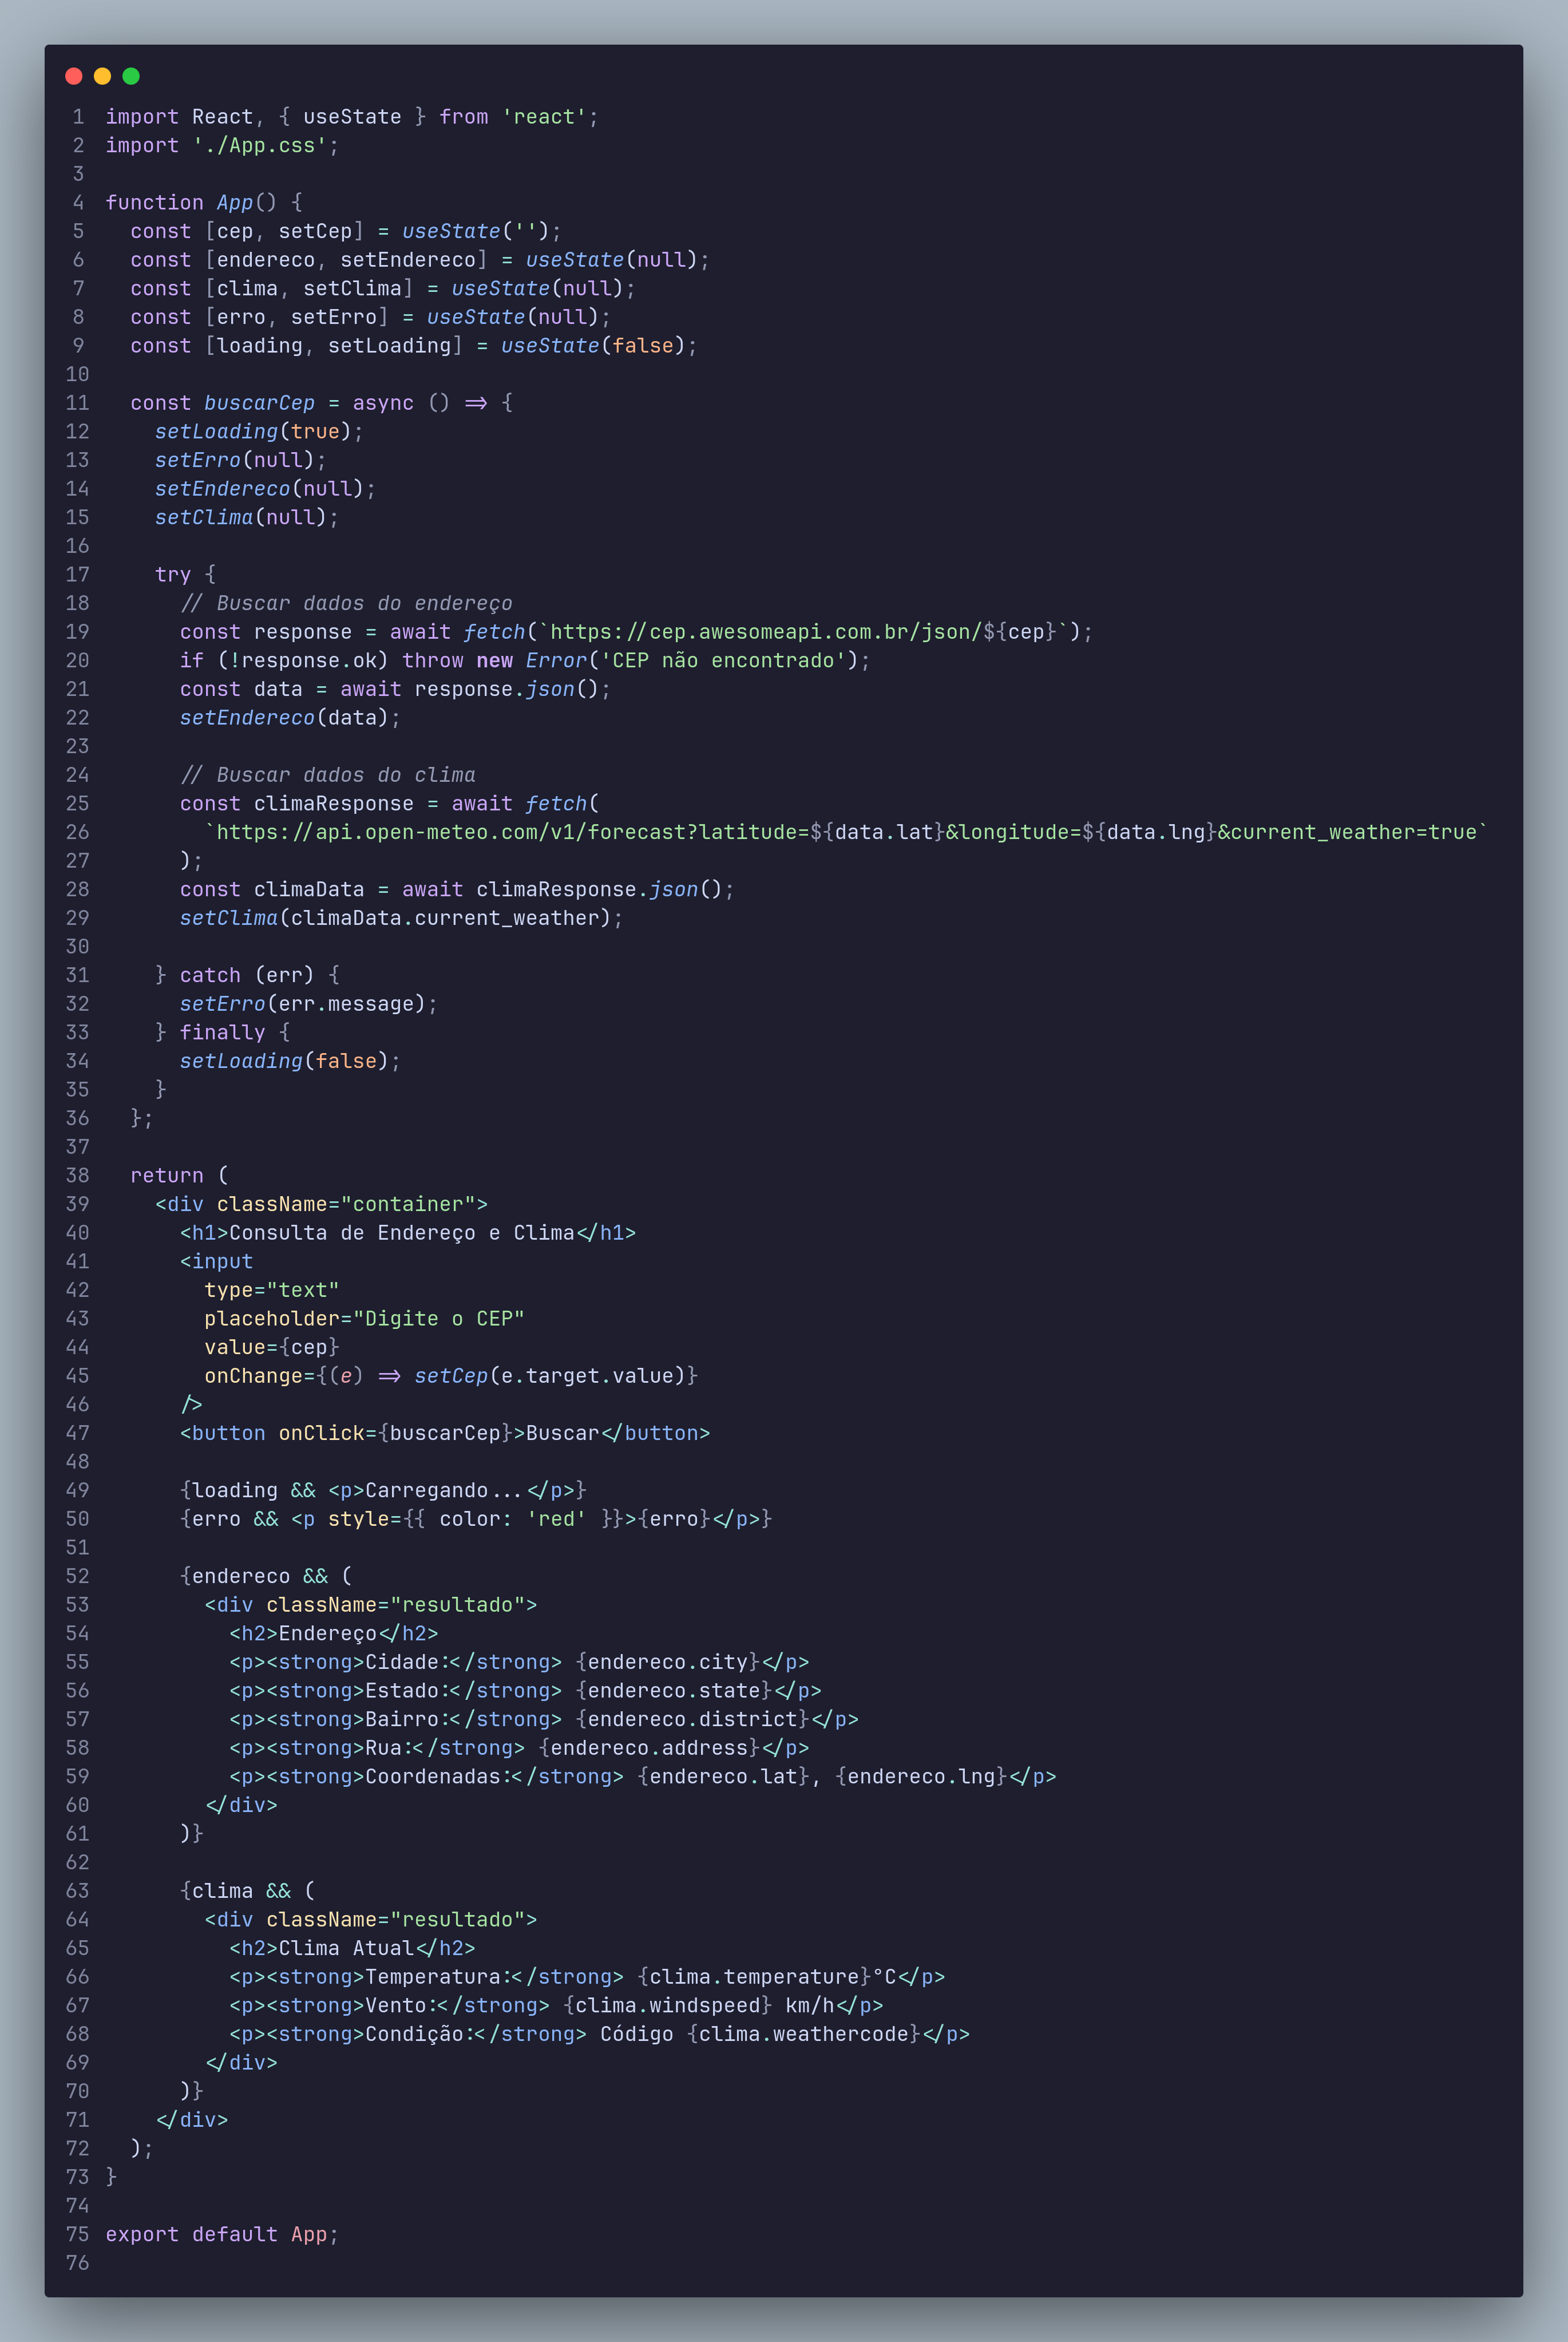 1 import React, { useState } from 'react';
2 import './App.css';
3
4 function App() {
5   const [cep, setCep] = useState('');
6   const [endereco, setEndereco] = useState(null);
7   const [clima, setClima] = useState(null);
8   const [erro, setErro] = useState(null);
9   const [loading, setLoading] = useState(false);
10
11   const buscarCep = async () => {
12     setLoading(true);
13     setErro(null);
14     setEndereco(null);
15     setClima(null);
16
17     try {
18       // Buscar dados do endereço
19       const response = await fetch(`https://cep.awesomeapi.com.br/json/${cep}`);
20       if (!response.ok) throw new Error('CEP não encontrado');
21       const data = await response.json();
22       setEndereco(data);
23
24       // Buscar dados do clima
25       const climaResponse = await fetch(
26         `https://api.open-meteo.com/v1/forecast?latitude=${data.lat}&longitude=${data.lng}&current_weather=true`
27       );
28       const climaData = await climaResponse.json();
29       setClima(climaData.current_weather);
30
31     } catch (err) {
32       setErro(err.message);
33     } finally {
34       setLoading(false);
35     }
36   };
37
38   return (
39     <div className="container">
40       <h1>Consulta de Endereço e Clima</h1>
41       <input
42         type="text"
43         placeholder="Digite o CEP"
44         value={cep}
45         onChange={(e) => setCep(e.target.value)}
46       />
47       <button onClick={buscarCep}>Buscar</button>
48
49       {loading && <p>Carregando...</p>}
50       {erro && <p style={{ color: 'red' }}>{erro}</p>}
51
52       {endereco && (
53         <div className="resultado">
54           <h2>Endereço</h2>
55           <p><strong>Cidade:</strong> {endereco.city}</p>
56           <p><strong>Estado:</strong> {endereco.state}</p>
57           <p><strong>Bairro:</strong> {endereco.district}</p>
58           <p><strong>Rua:</strong> {endereco.address}</p>
59           <p><strong>Coordenadas:</strong> {endereco.lat}, {endereco.lng}</p>
60         </div>
61       )}
62
63       {clima && (
64         <div className="resultado">
65           <h2>Clima Atual</h2>
66           <p><strong>Temperatura:</strong> {clima.temperature}°C</p>
67           <p><strong>Vento:</strong> {clima.windspeed} km/h</p>
68           <p><strong>Condição:</strong> Código {clima.weathercode}</p>
69         </div>
70       )}
71     </div>
72   );
73 }
74
75 export default App;
76